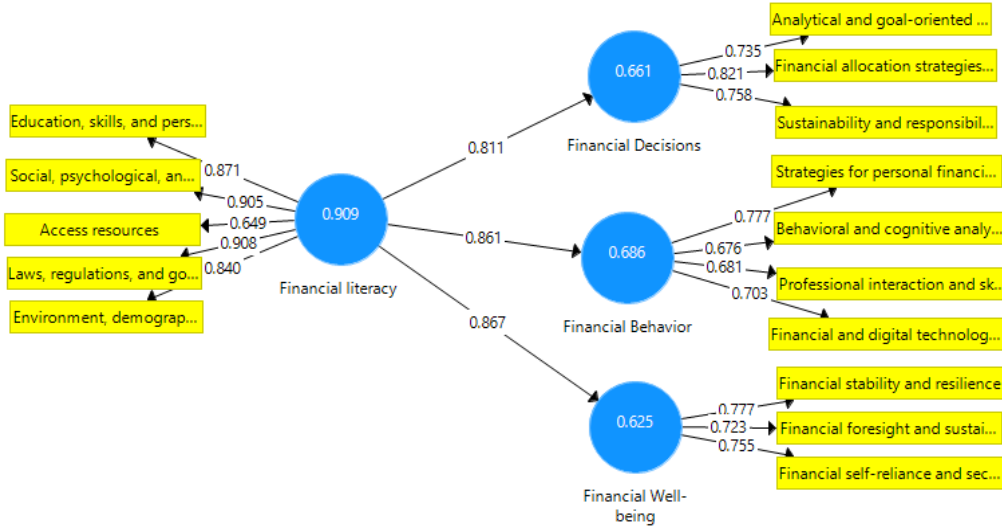 Education, skills, and pers...
Social, psychological, an...
Access resources
Laws, regulations, and go...
Environment, demograp...
0.871
0.905
0.649
0.908
0.840
0.909
Financial literacy
0.811
0.861
0.867
0.661
Financial Decisions
0.735
0.821
0.758
Analytical and goal-oriented ...
Financial allocation strategies...
Sustainability and responsibil...
0.686
Financial Behavior
0.777
0.676
0.681
0.703
Strategies for personal financi...
Behavioral and cognitive analy...
Professional interaction and sk...
Financial and digital technolog...
0.625
Financial Well-
being
0.777
0.723
0.755
Financial stability and resilience
Financial foresight and sustai...
Financial self-reliance and sec...